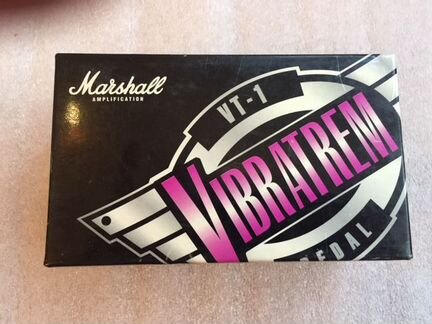 Marshall
AMPLIFICATION
VT-1
VIBRATREM
PEDAL